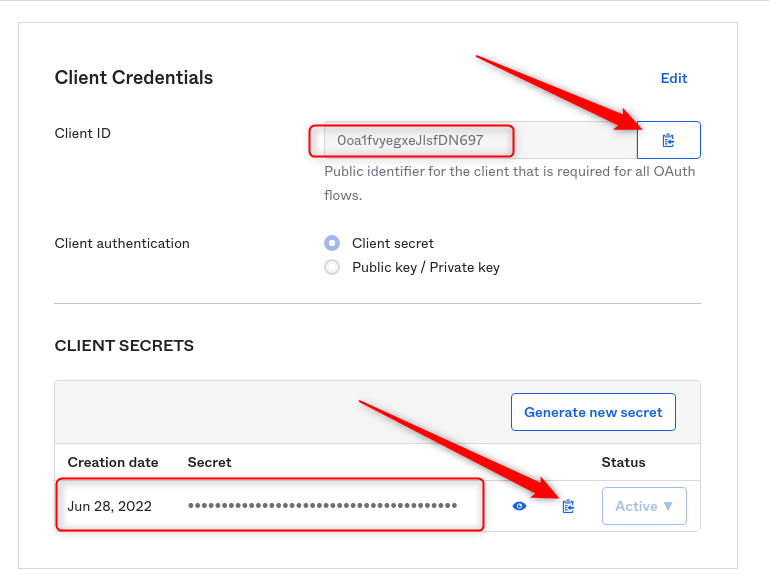 Client Credentials
Edit
Client ID
0oa1fvyegxeJlsfDN697
Public identifier for the client that is required for all OAuth
flows.
Client authentication
Client secret
Public key / Private key
CLIENT SECRETS
Generate new secret
Creation date Secret Status
Jun 28, 2022 •••••••••••••••••••••••••••••••••••••••• Active ▼